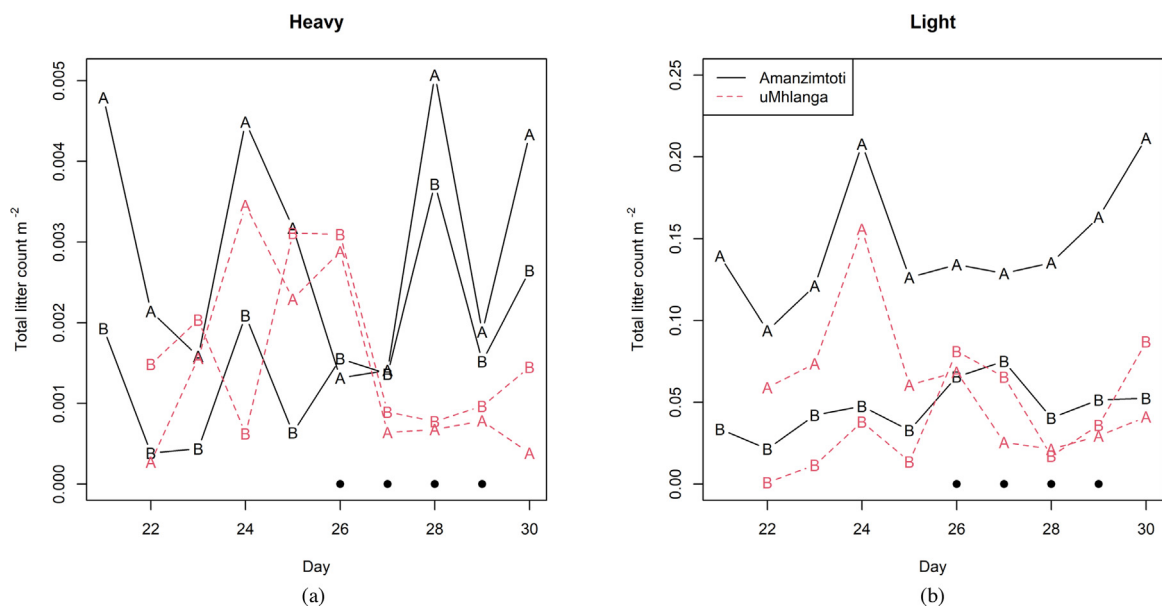 Heavy
Total litter count m⁻²
0.005
0.004
0.003
0.002
0.001
0.000
A A A A A A A A A A
B B B B B B B B B B
A A A A A A A A A
B B B B B B B B B
22 24 26 28 30
Day
(a)
Light
Amanzimtoti
uMhlanga
Total litter count m⁻²
0.25
0.20
0.15
0.10
0.05
0.00
A A A A A A A A A A
B B B B B B B B B B
A A A A A A A A A
B B B B B B B B B
22 24 26 28 30
Day
(b)